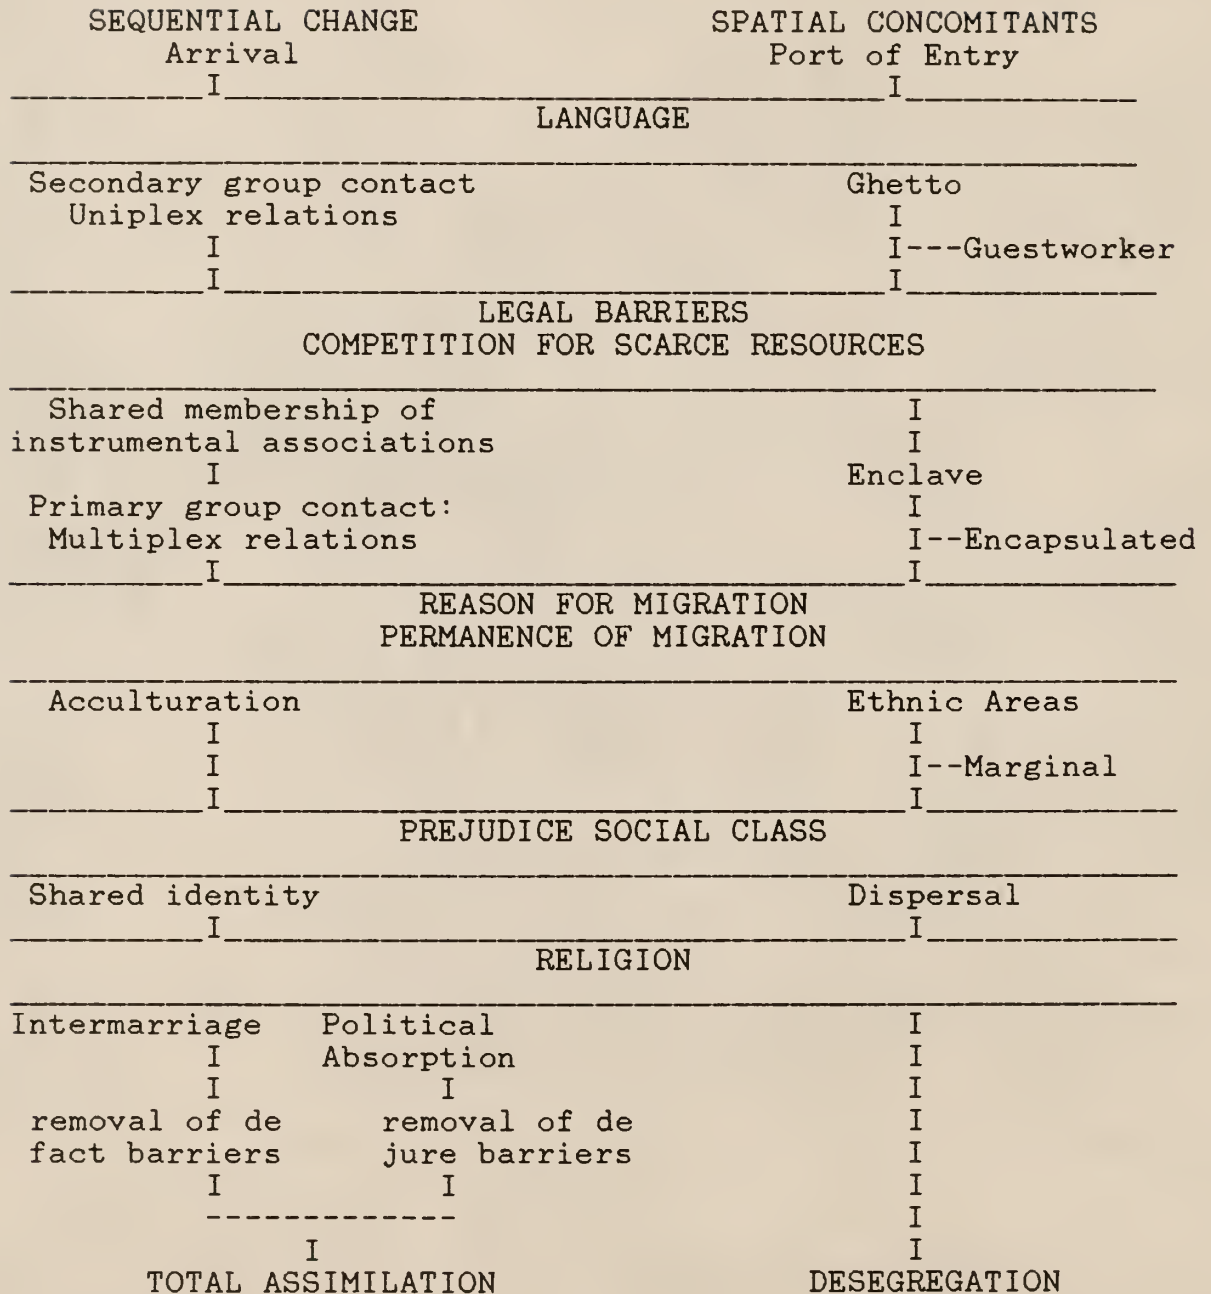 SEQUENTIAL CHANGE SPATIAL CONCOMITANTS
Arrival Port of Entry
I I
LANGUAGE
Secondary group contact Ghetto
Uniplex relations I
I I---Guestworker
I I
LEGAL BARRIERS
COMPETITION FOR SCARCE RESOURCES
Shared membership of I
instrumental associations I
I Enclave
Primary group contact: I
Multiplex relations I--Encapsulated
I I
REASON FOR MIGRATION
PERMANENCE OF MIGRATION
Acculturation Ethnic Areas
I I
I I--Marginal
I I
PREJUDICE SOCIAL CLASS
Shared identity Dispersal
I I
RELIGION
Intermarriage Political I
I Absorption I
I I I
removal of de removal of de I
fact barriers jure barriers I
I I I
------------- I
I I
TOTAL ASSIMILATION DESEGREGATION